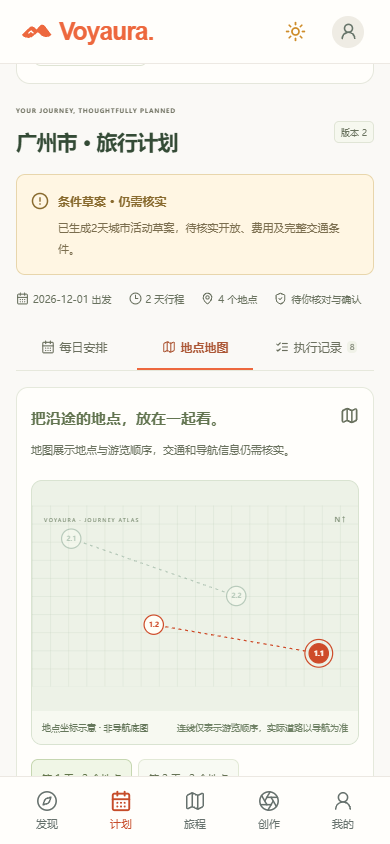 Voyaura.
YOUR JOURNEY, THOUGHTFULLY PLANNED
广州市 • 旅行计划
版本 2
条件草案 · 仍需核实
已生成2天城市活动草案，待核实开放、费用及完整交通条
件。
2026-12-01 出发
2 天行程
4 个地点
待你核对与确认
每日安排
地点地图
执行记录 8
把沿途的地点，放在一起看。
地图展示地点与游览顺序，交通和导航信息仍需核实。
VOYAURA · JOURNEY ATLAS
N↑
2.1
2.2
1.2
1.1
地点坐标示意 · 非导航底图
连线仅表示游览顺序，实际道路以导航为准
发现
计划
旅程
创作
我的